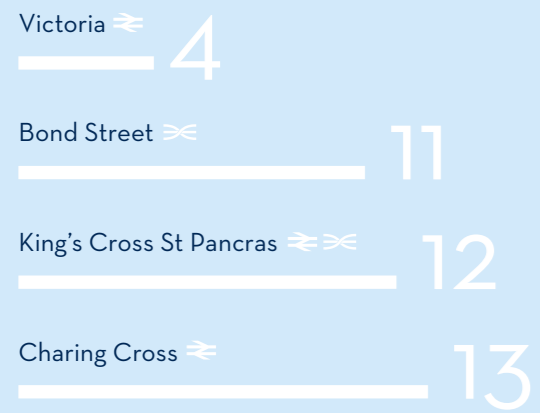 Victoria
4
Bond Street
11
King's Cross St Pancras
12
Charing Cross
13